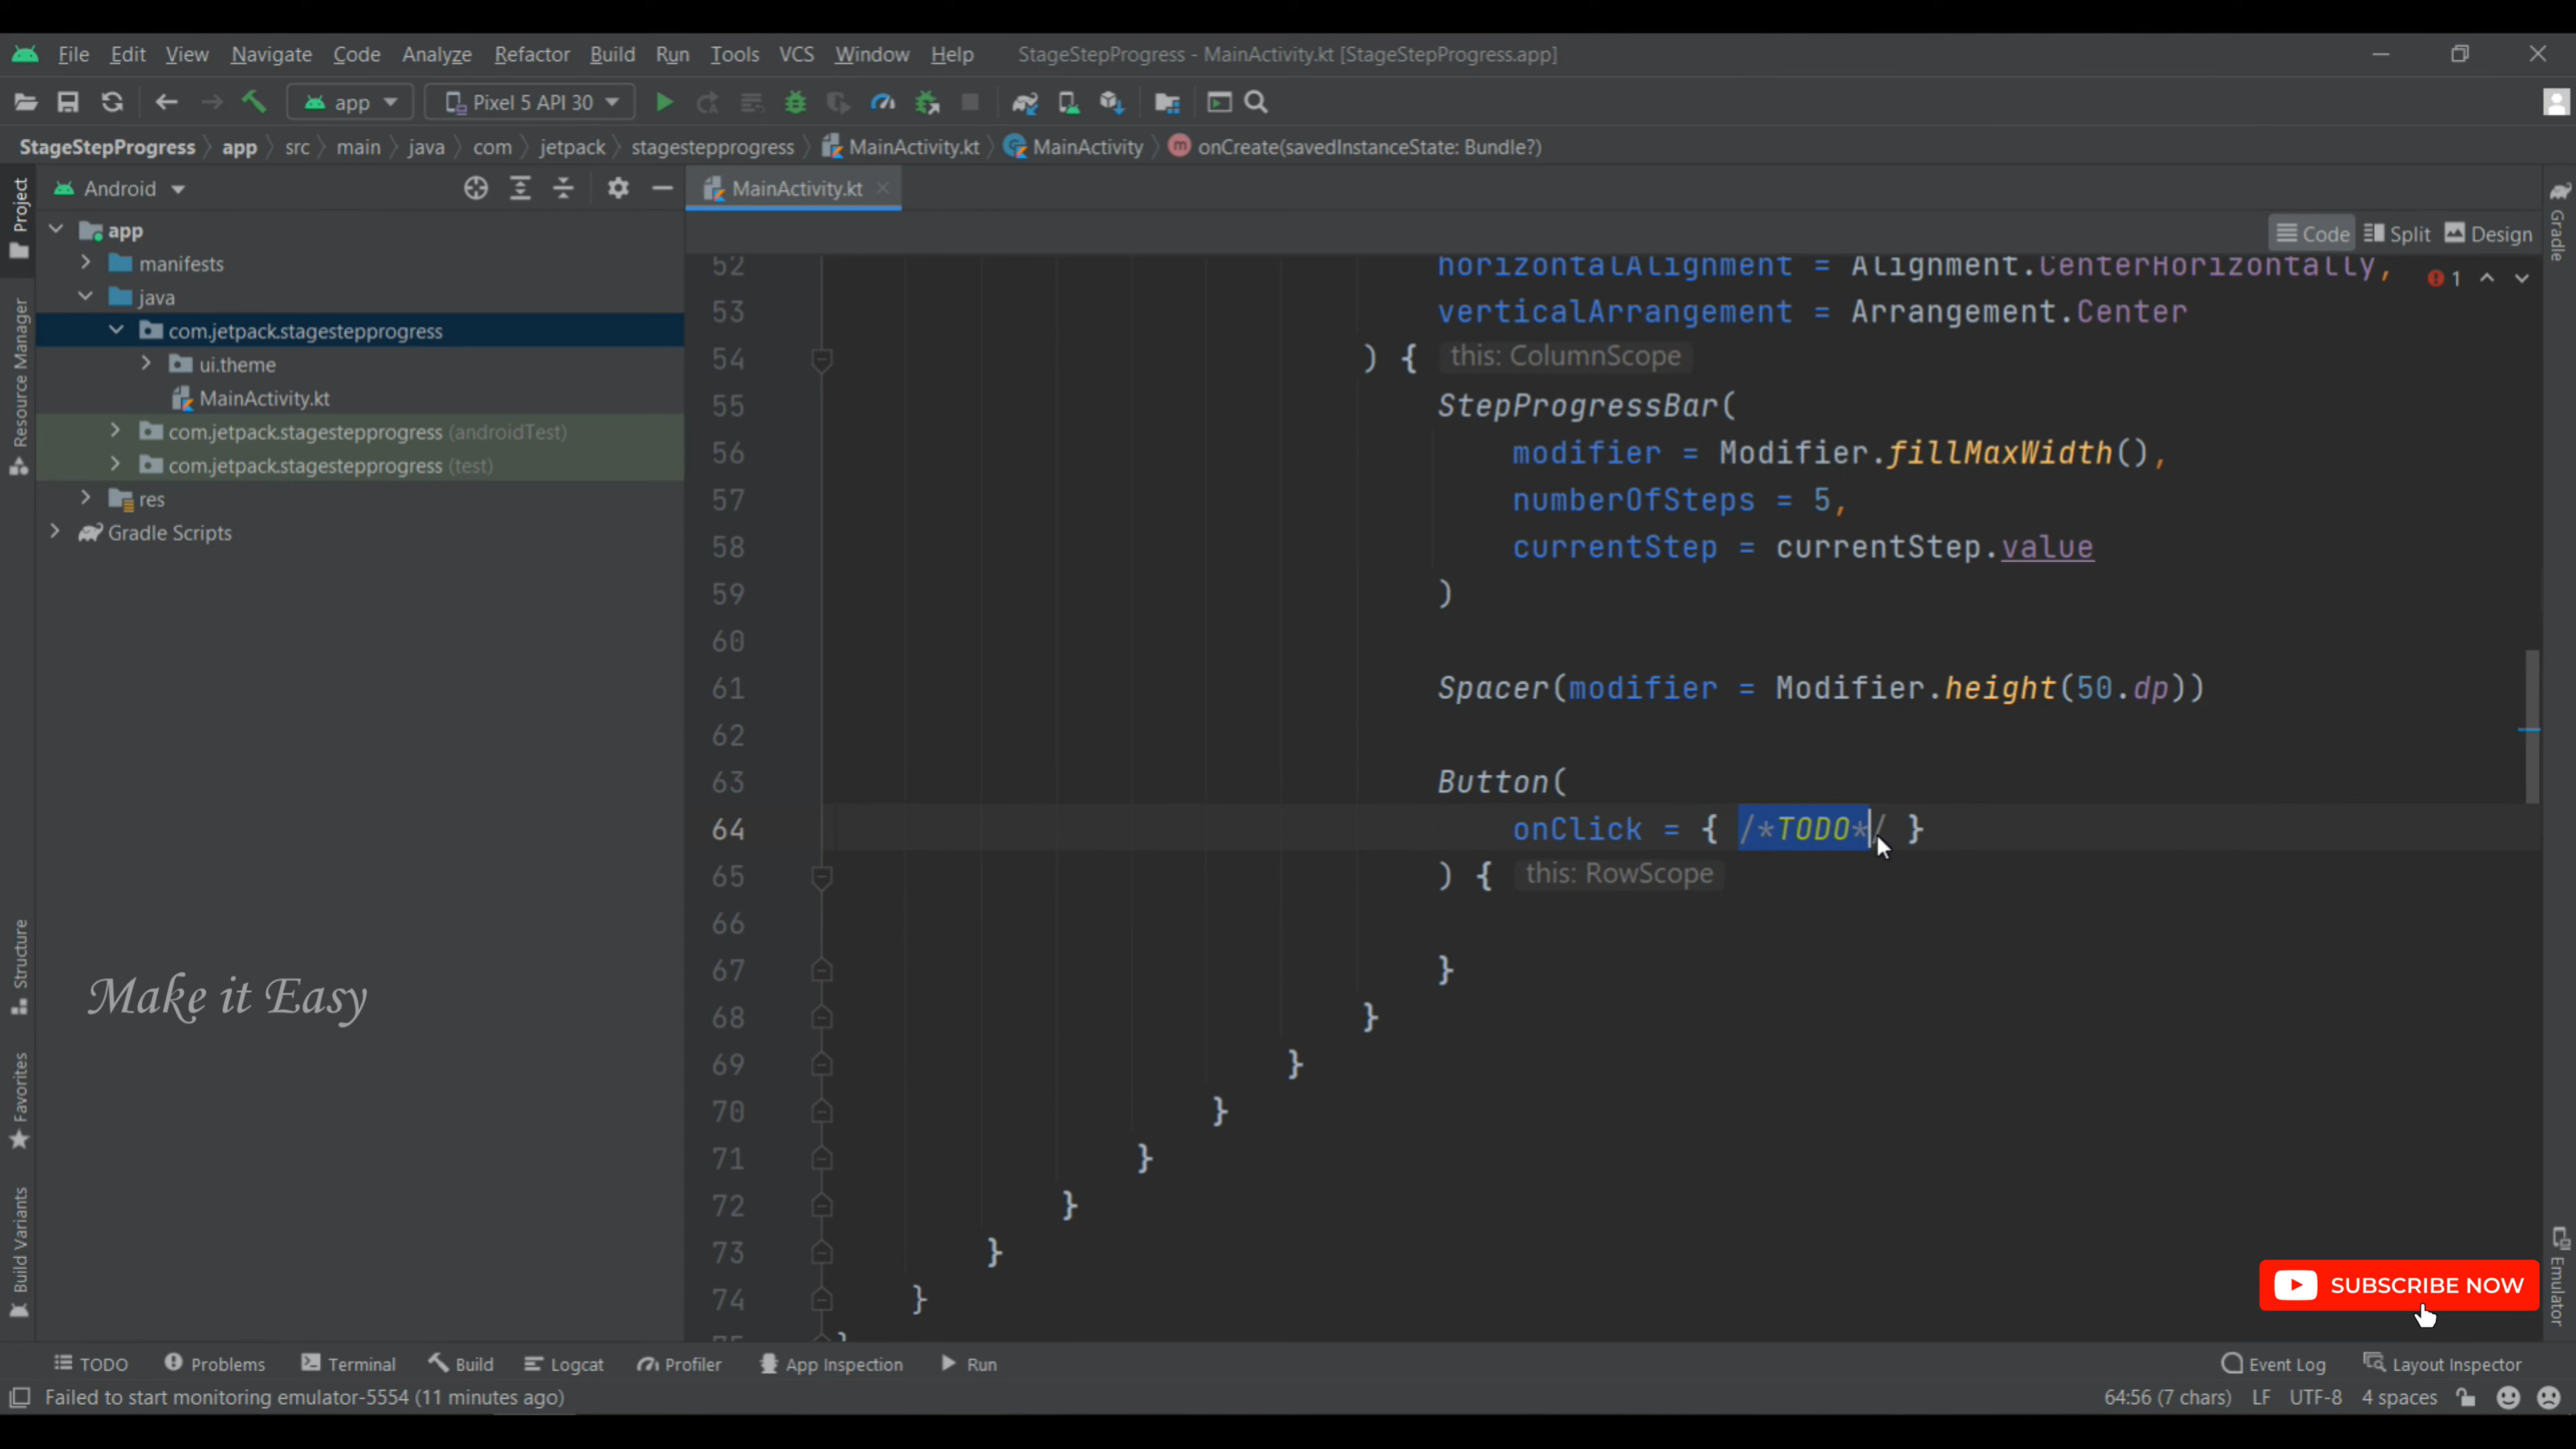 File Edit View Navigate Code Analyze Refactor Build Run Tools VCS Window Help StageStepProgress - MainActivity.kt [StageStepProgress.app]
app Pixel 5 API 30
StageStepProgress app src main java com jetpack stagestepprogress MainActivity.kt MainActivity onCreate(savedInstanceState: Bundle?)
Project
Resource Manager
Structure
Favorites
Build Variants
Android
app
manifests
java
com.jetpack.stagestepprogress
ui.theme
MainActivity.kt
com.jetpack.stagestepprogress (androidTest)
com.jetpack.stagestepprogress (test)
res
Gradle Scripts
Make it Easy
MainActivity.kt
Code Split Design
1
52 horizontalAlignment = Alignment.CenterHorizontally,
53 verticalArrangement = Arrangement.Center
54 ) { this: ColumnScope
55 StepProgressBar(
56 modifier = Modifier.fillMaxWidth(),
57 numberOfSteps = 5,
58 currentStep = currentStep.value
59 )
60
61 Spacer(modifier = Modifier.height(50.dp))
62
63 Button(
64 onClick = { /*TODO*/ }
65 ) { this: RowScope
66
67 }
68 }
69 }
70 }
71 }
72 }
73 }
74 }
75 }
Gradle
Emulator
SUBSCRIBE NOW
TODO Problems Terminal Build Logcat Profiler App Inspection Run Event Log Layout Inspector
Failed to start monitoring emulator-5554 (11 minutes ago) 64:56 (7 chars) LF UTF-8 4 spaces